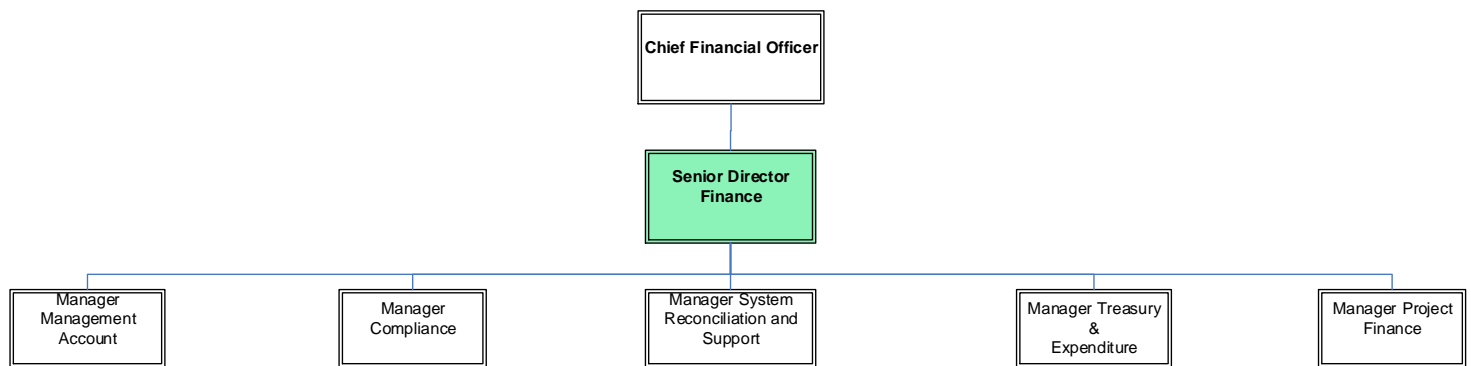 Chief Financial Officer
Senior Director
Finance
Manager
Management
Account
Manager
Compliance
Manager System
Reconciliation and
Support
Manager Treasury
&
Expenditure
Manager Project
Finance